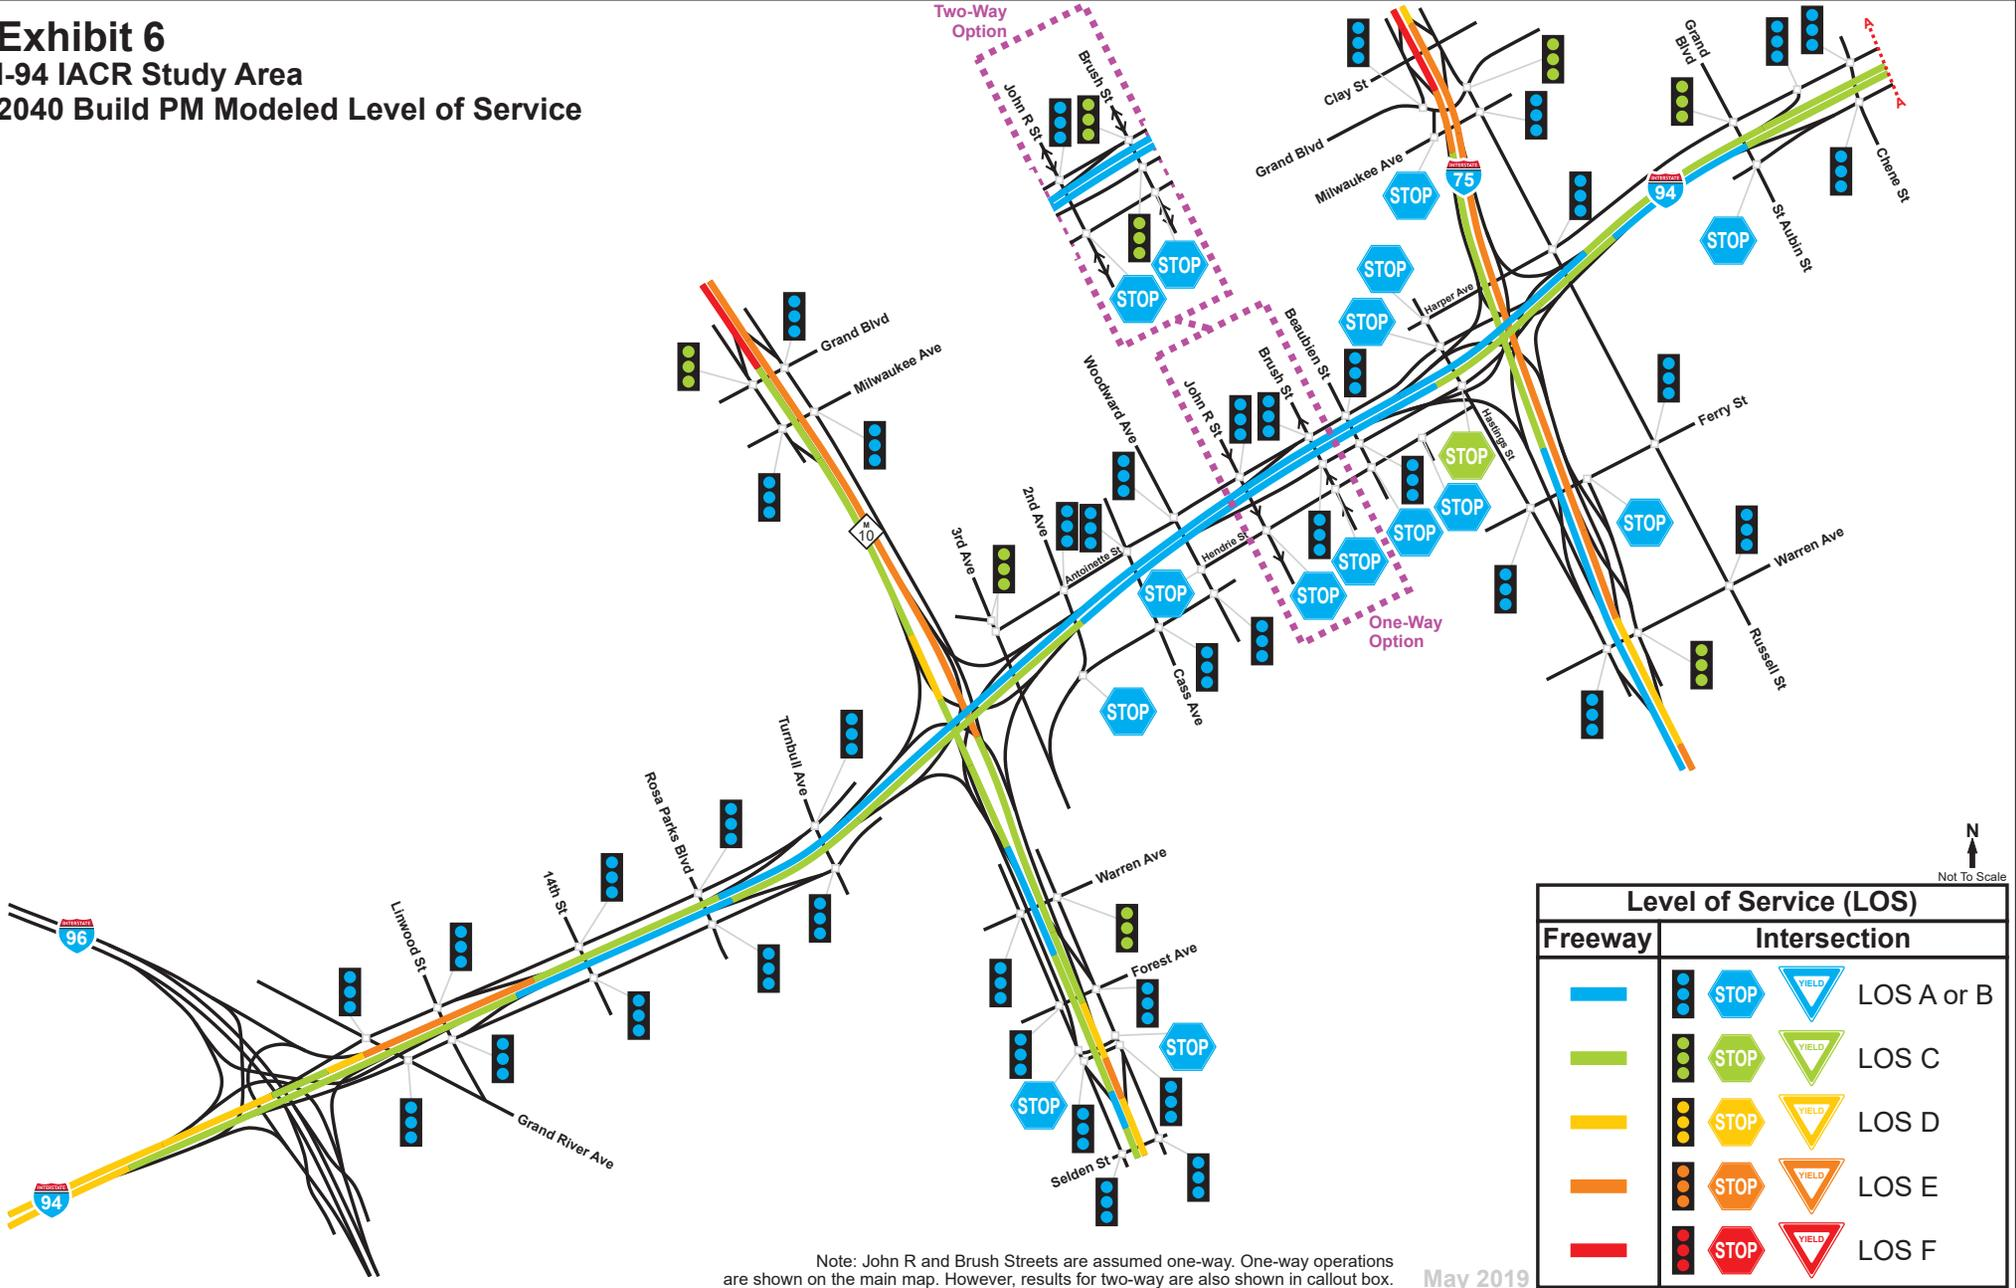 Exhibit 6
I-94 IACR Study Area
2040 Build PM Modeled Level of Service
Two-Way
Option
John R St
Brush St
STOP
STOP
Clay St
Grand Blvd
Milwaukee Ave
STOP
INTERSTATE
75
Grand
Blvd
INTERSTATE
94
A
A
Chene St
St Aubin St
STOP
STOP
STOP
Harper Ave
Grand Blvd
Milwaukee Ave
M
10
Woodward Ave
John R St
Brush St
Beaubien St
Hastings St
STOP
STOP
STOP
STOP
STOP
STOP
Ferry St
STOP
Warren Ave
Russell St
One-Way
Option
3rd Ave
2nd Ave
Antoinette St
Hendrie St
Cass Ave
STOP
Turnbull Ave
Rosa Parks Blvd
14th St
Linwood St
INTERSTATE
96
Grand River Ave
INTERSTATE
94
Warren Ave
Forest Ave
STOP
STOP
Selden St
N
Not To Scale
Level of Service (LOS)
Freeway Intersection
STOP YIELD LOS A or B
STOP YIELD LOS C
STOP YIELD LOS D
STOP YIELD LOS E
STOP YIELD LOS F
Note: John R and Brush Streets are assumed one-way. One-way operations
are shown on the main map. However, results for two-way are also shown in callout box.
May 2019